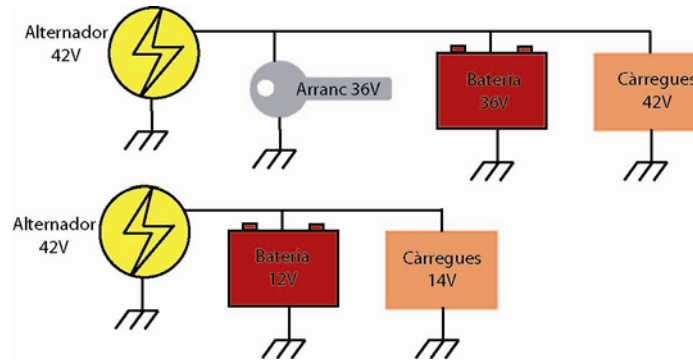 Alternador
42V
Arranc 36V
Bateria
36V
Càrregues
42V
Alternador
42V
Bateria
12V
Càrregues
14V